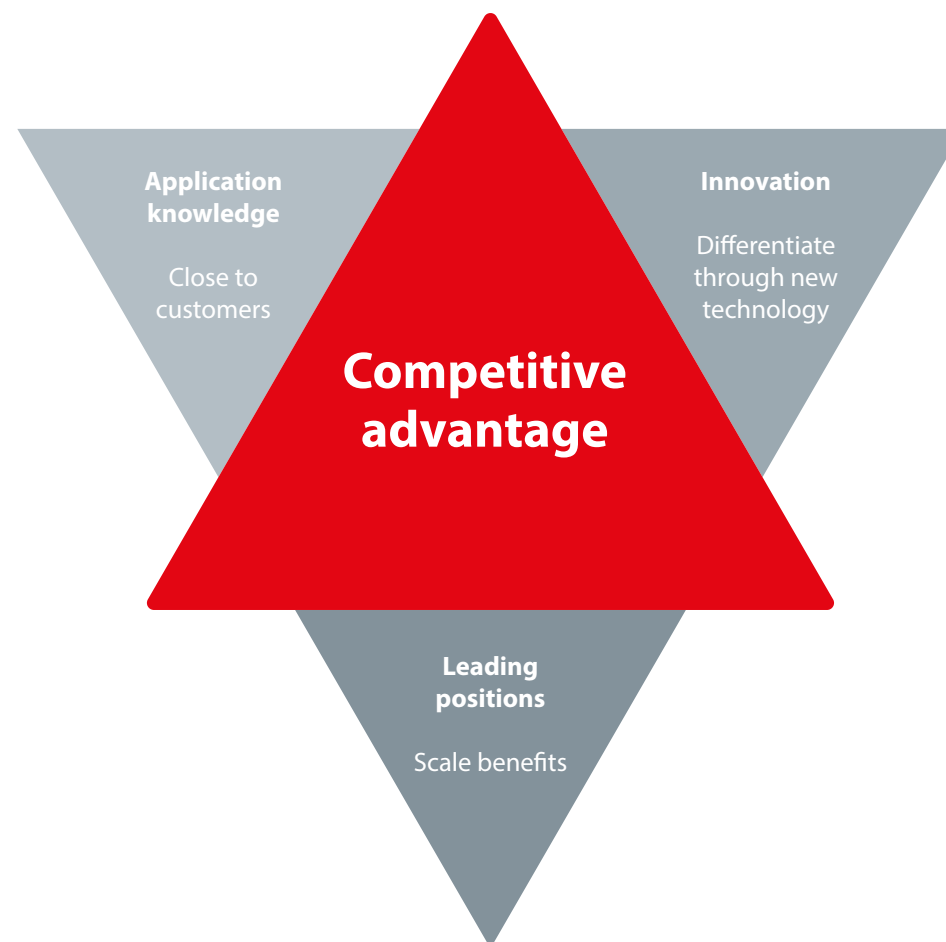 Application
knowledge
Close to
customers
Innovation
Differentiate
through new
technology
Competitive
advantage
Leading
positions
Scale benefits